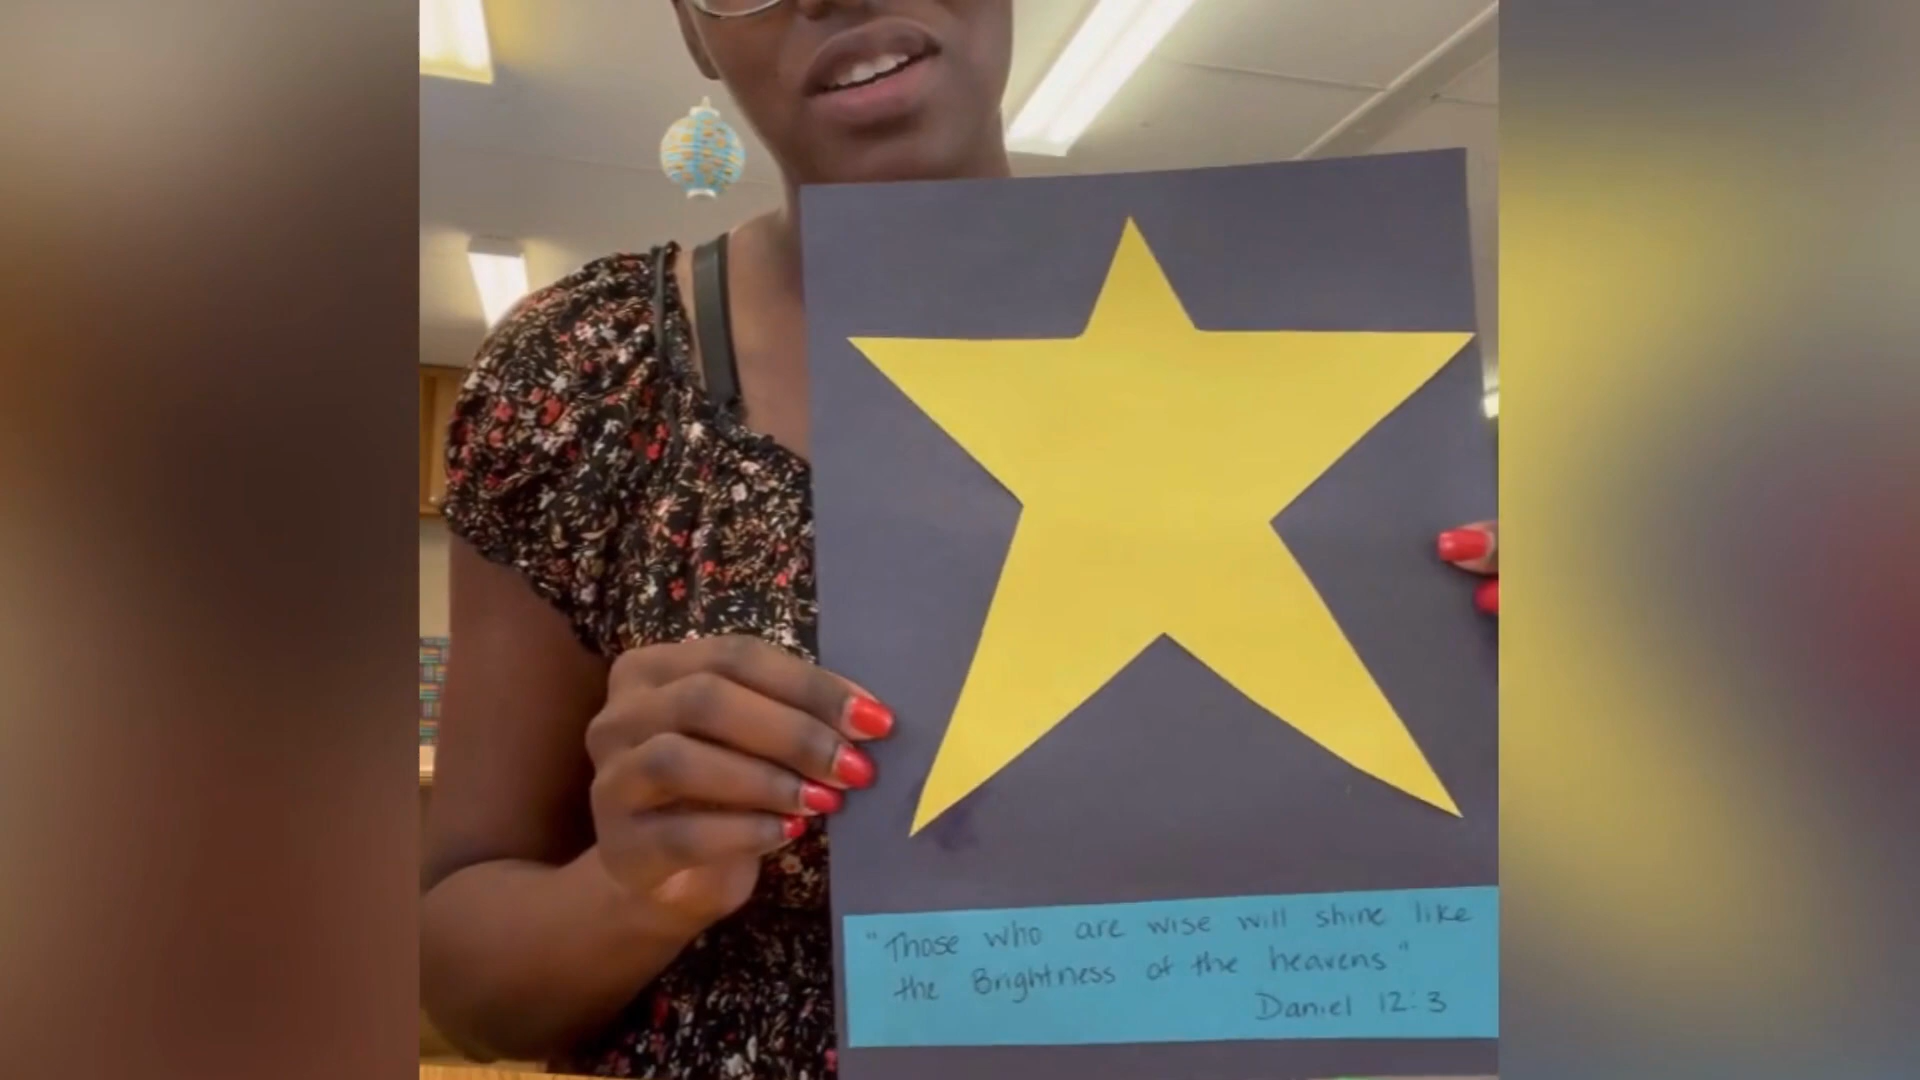 "Those who are wise will shine like
the Brightness of the heavens"
Daniel 12:3